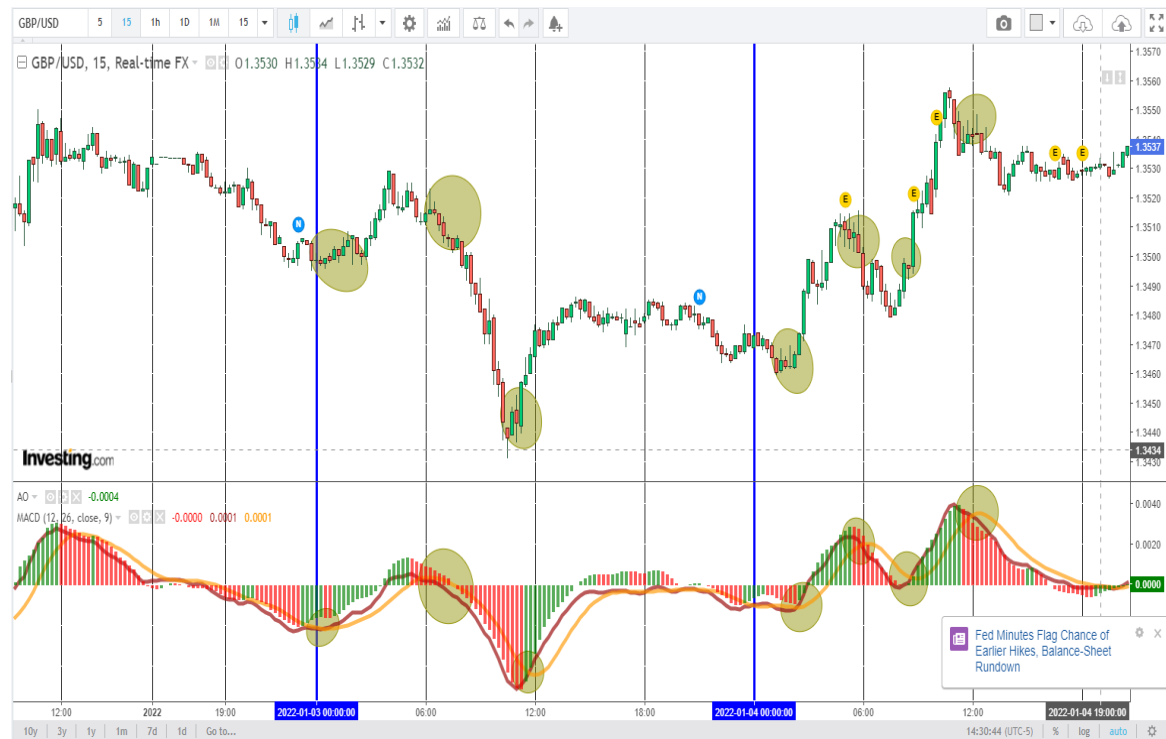 GBP/USD 5 15 1h 1D 1M 15
GBP/USD, 15, Real-time FX O1.3530 H1.3534 L1.3529 C1.3532
1.3570
1.3560
1.3550
1.3540
1.3537
1.3530
1.3520
1.3510
1.3500
1.3490
1.3480
1.3470
1.3460
1.3450
1.3440
1.3434
1.3430
N
N
E
E
E
E
E
Investing.com
AO -0.0004
MACD (12, 26, close, 9) -0.0000 0.0001 0.0001
0.0040
0.0020
0.0000
Fed Minutes Flag Chance of
Earlier Hikes, Balance-Sheet
Rundown
12:00 2022 19:00 2022-01-03 00:00:00 06:00 12:00 18:00 2022-01-04 00:00:00 06:00 12:00 2022-01-04 19:00:00
10y 3y 1y 1m 7d 1d Go to... 14:30:44 (UTC-5) % log auto